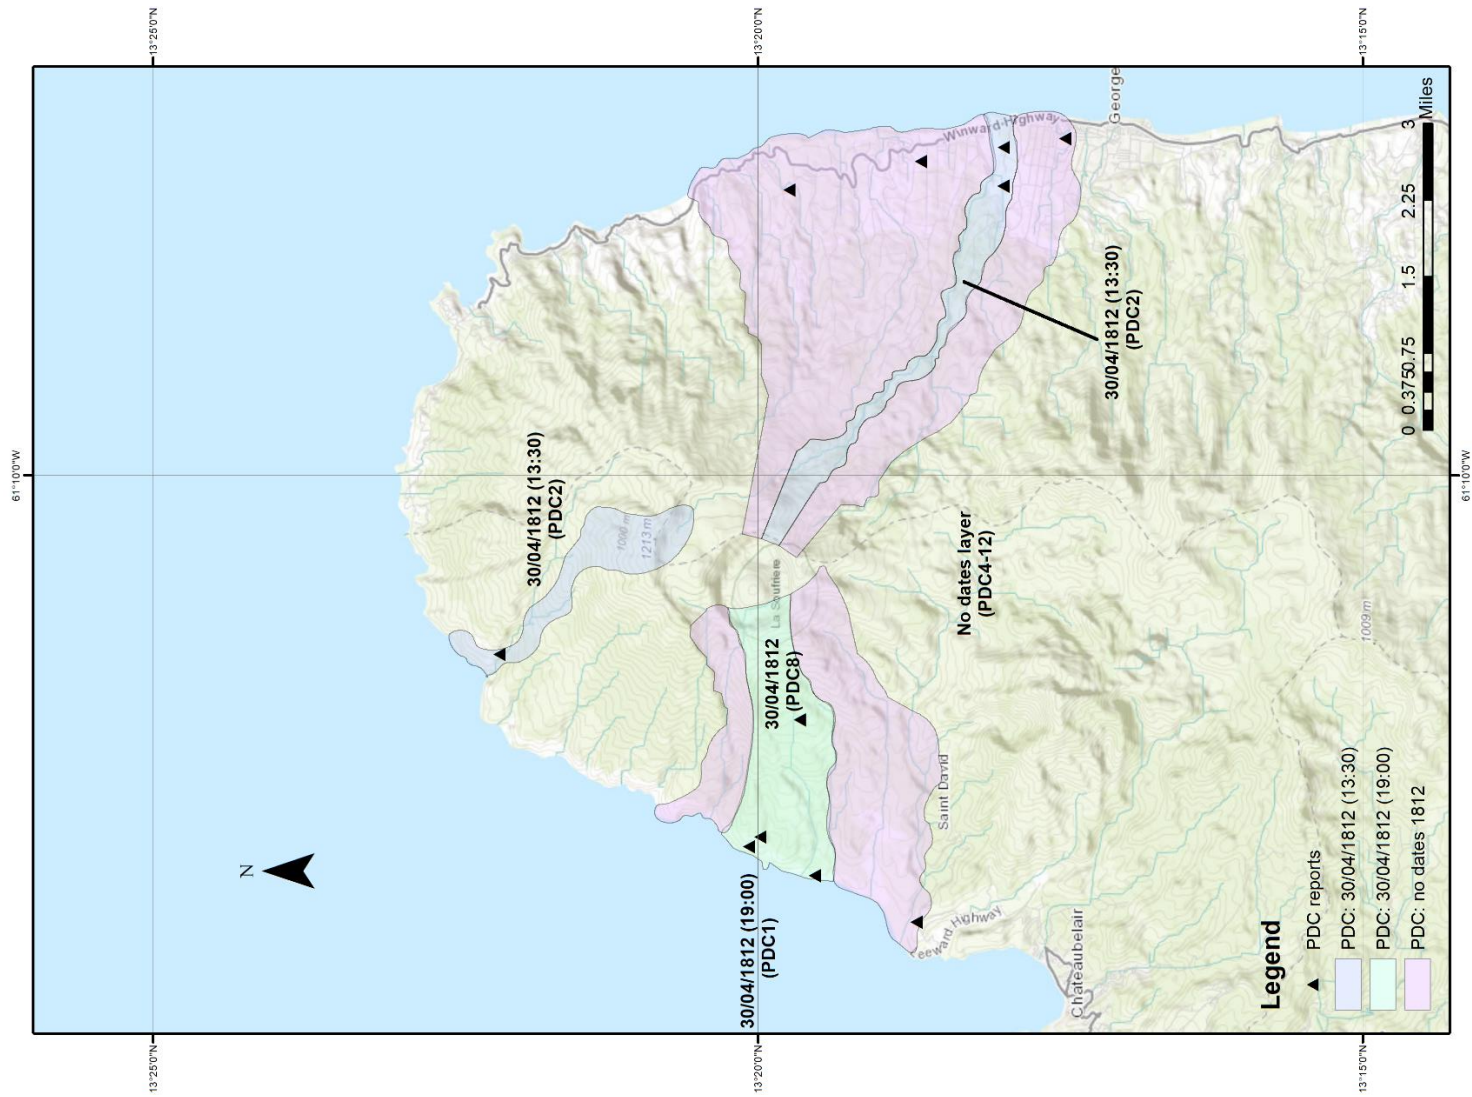 61°10'0"W
13°25'0"N
13°25'0"N
N
30/04/1812 (13:30)
(PDC2)
1000 m
1213 m
13°20'0"N
13°20'0"N
La Soufriere
30/04/1812
(PDC8)
30/04/1812 (19:00)
(PDC1)
Winward Highway
Saint David
No dates layer
(PDC4-12)
30/04/1812 (13:30)
(PDC2)
George
eeward Highway
Chateaubelair
1009 m
13°15'0"N
13°15'0"N
61°10'0"W
Legend
PDC reports
PDC: 30/04/1812 (13:30)
PDC: 30/04/1812 (19:00)
PDC: no dates 1812
0 0.375 0.75 1.5 2.25 3
Miles